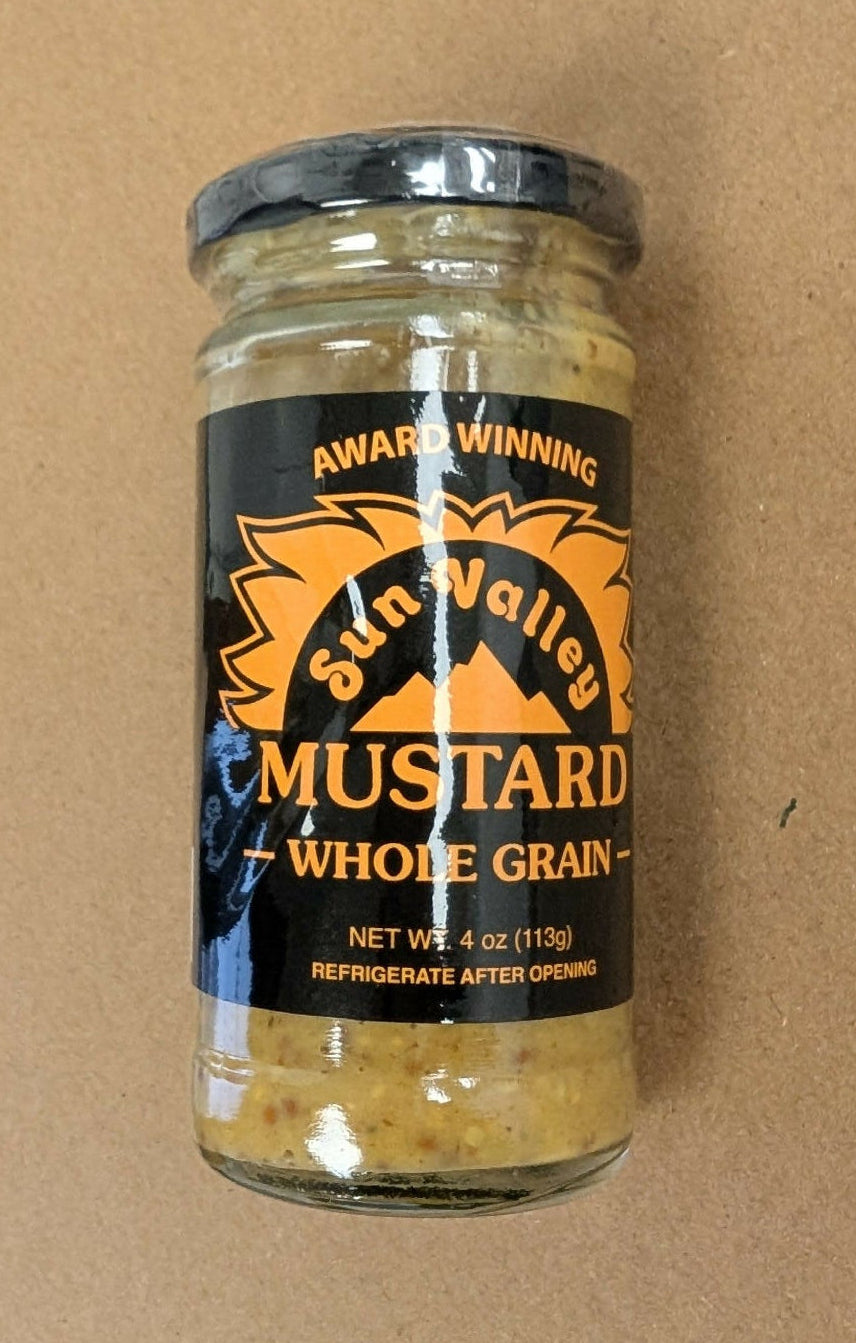 AWARD WINNING
Sun Valley
MUSTARD
– WHOLE GRAIN –
NET WT. 4 oz (113g)
REFRIGERATE AFTER OPENING